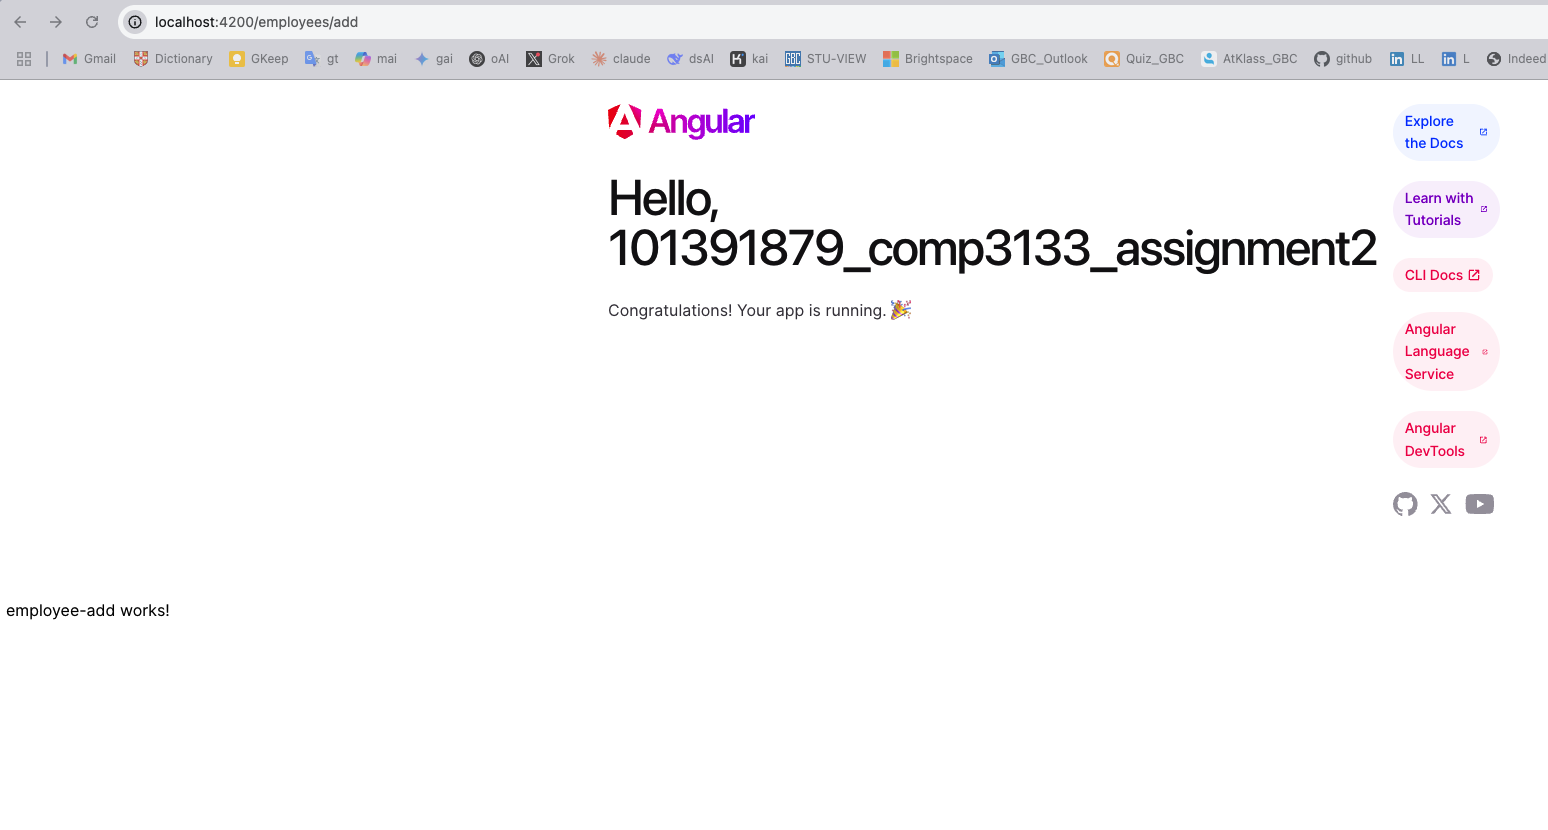 localhost:4200/employees/add
Gmail Dictionary GKeep gt mai gai oAI Grok claude dsAI kai STU-VIEW Brightspace GBC_Outlook Quiz_GBC AtKlass_GBC github LL L Indeed
Angular
Hello,
101391879_comp3133_assignment2
Congratulations! Your app is running. 🎉
Explore
the Docs
Learn with
Tutorials
CLI Docs
Angular
Language
Service
Angular
DevTools
employee-add works!